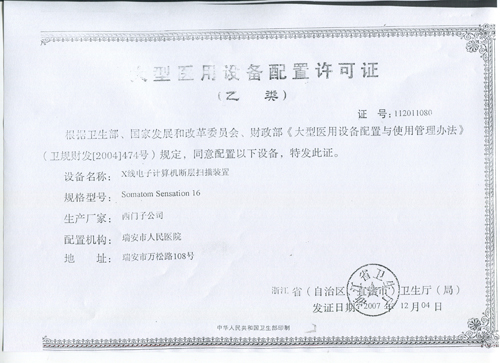 大型医用设备配置许可证
（乙 类）
证 号：112011080
根据卫生部、国家发展和改革委员会、财政部《大型医用设备配置与使用管理办法》
（卫规财发[2004]474号）规定，同意配置以下设备，特发此证。
设备名称： X线电子计算机断层扫描装置
规格型号： Somatom Sensation 16
生产厂家： 西门子公司
配置机构： 瑞安市人民医院
地 址： 瑞安市万松路108号
浙江 省（自治区、直辖市）卫生厅（局）
发证日期：2007 年 12 月 04 日
浙江省卫生厅
中华人民共和国卫生部印制